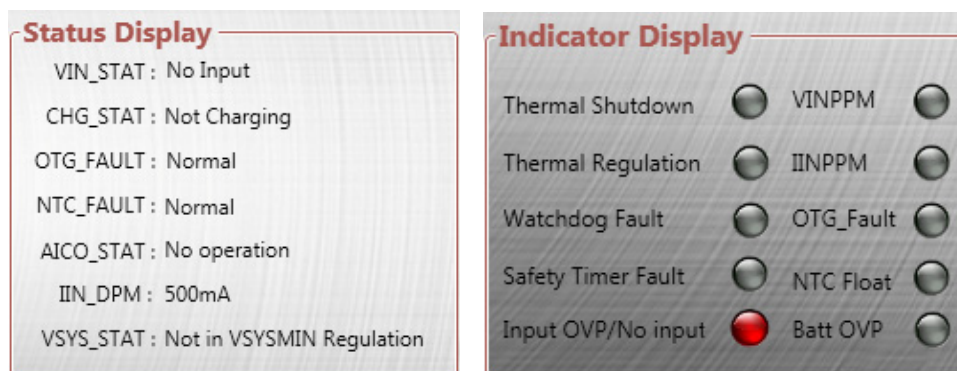 Status Display
VIN_STAT : No Input
CHG_STAT : Not Charging
OTG_FAULT : Normal
NTC_FAULT : Normal
AICO_STAT : No operation
IIN_DPM : 500mA
VSYS_STAT : Not in VSYSMIN Regulation
Indicator Display
Thermal Shutdown VINPPM
Thermal Regulation IINPPM
Watchdog Fault OTG_Fault
Safety Timer Fault NTC Float
Input OVP/No input Batt OVP